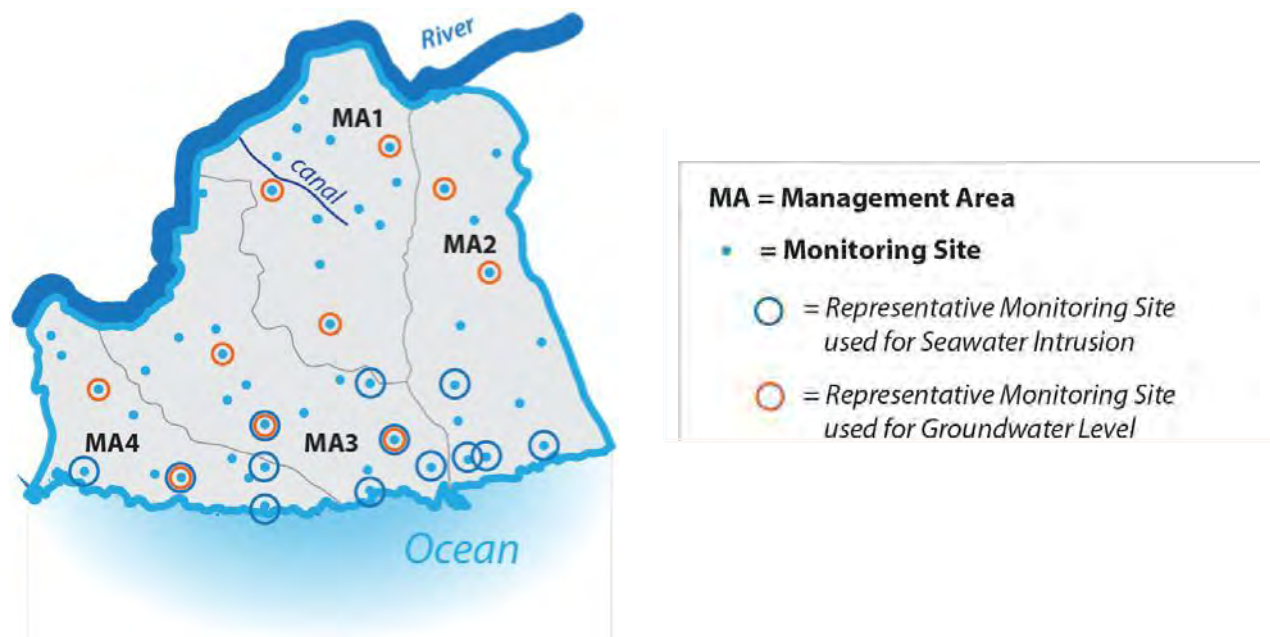 River
MA1
canal
MA2
MA3
MA4
Ocean
MA = Management Area
= Monitoring Site
= Representative Monitoring Site
used for Seawater Intrusion
= Representative Monitoring Site
used for Groundwater Level